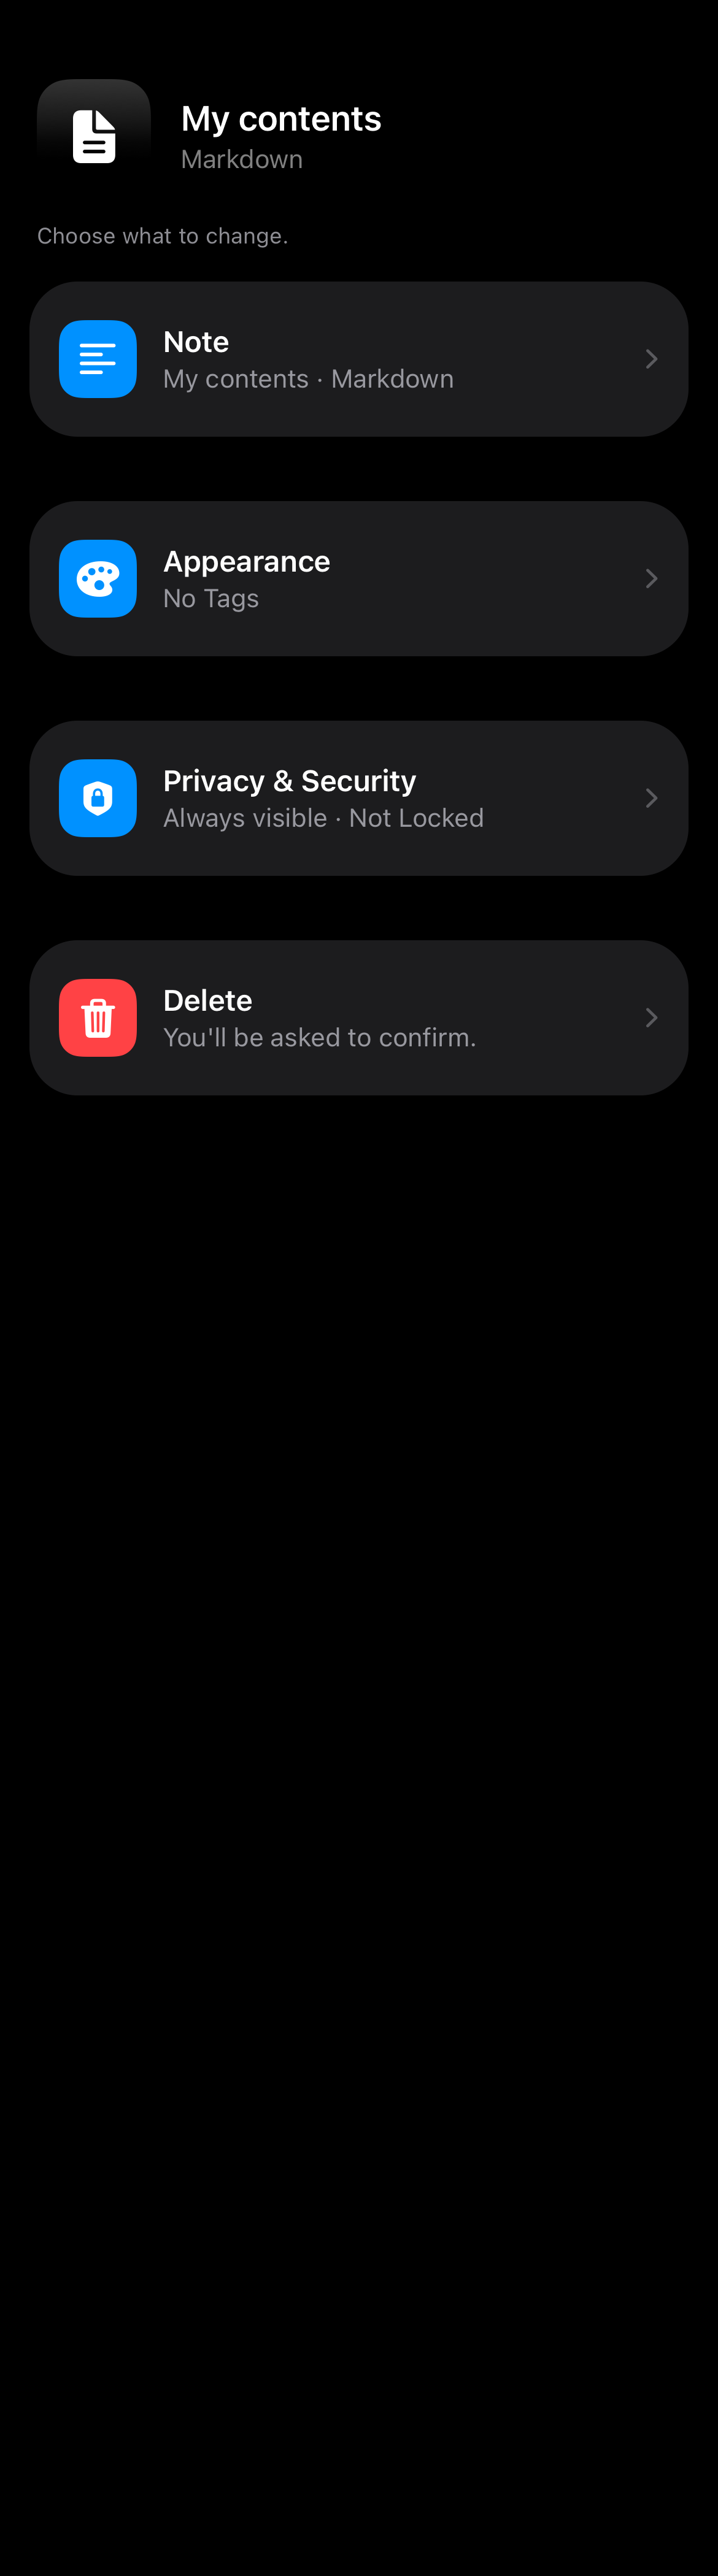 My contents
Markdown
Choose what to change.
Note
My contents · Markdown
Appearance
No Tags
Privacy & Security
Always visible · Not Locked
Delete
You'll be asked to confirm.